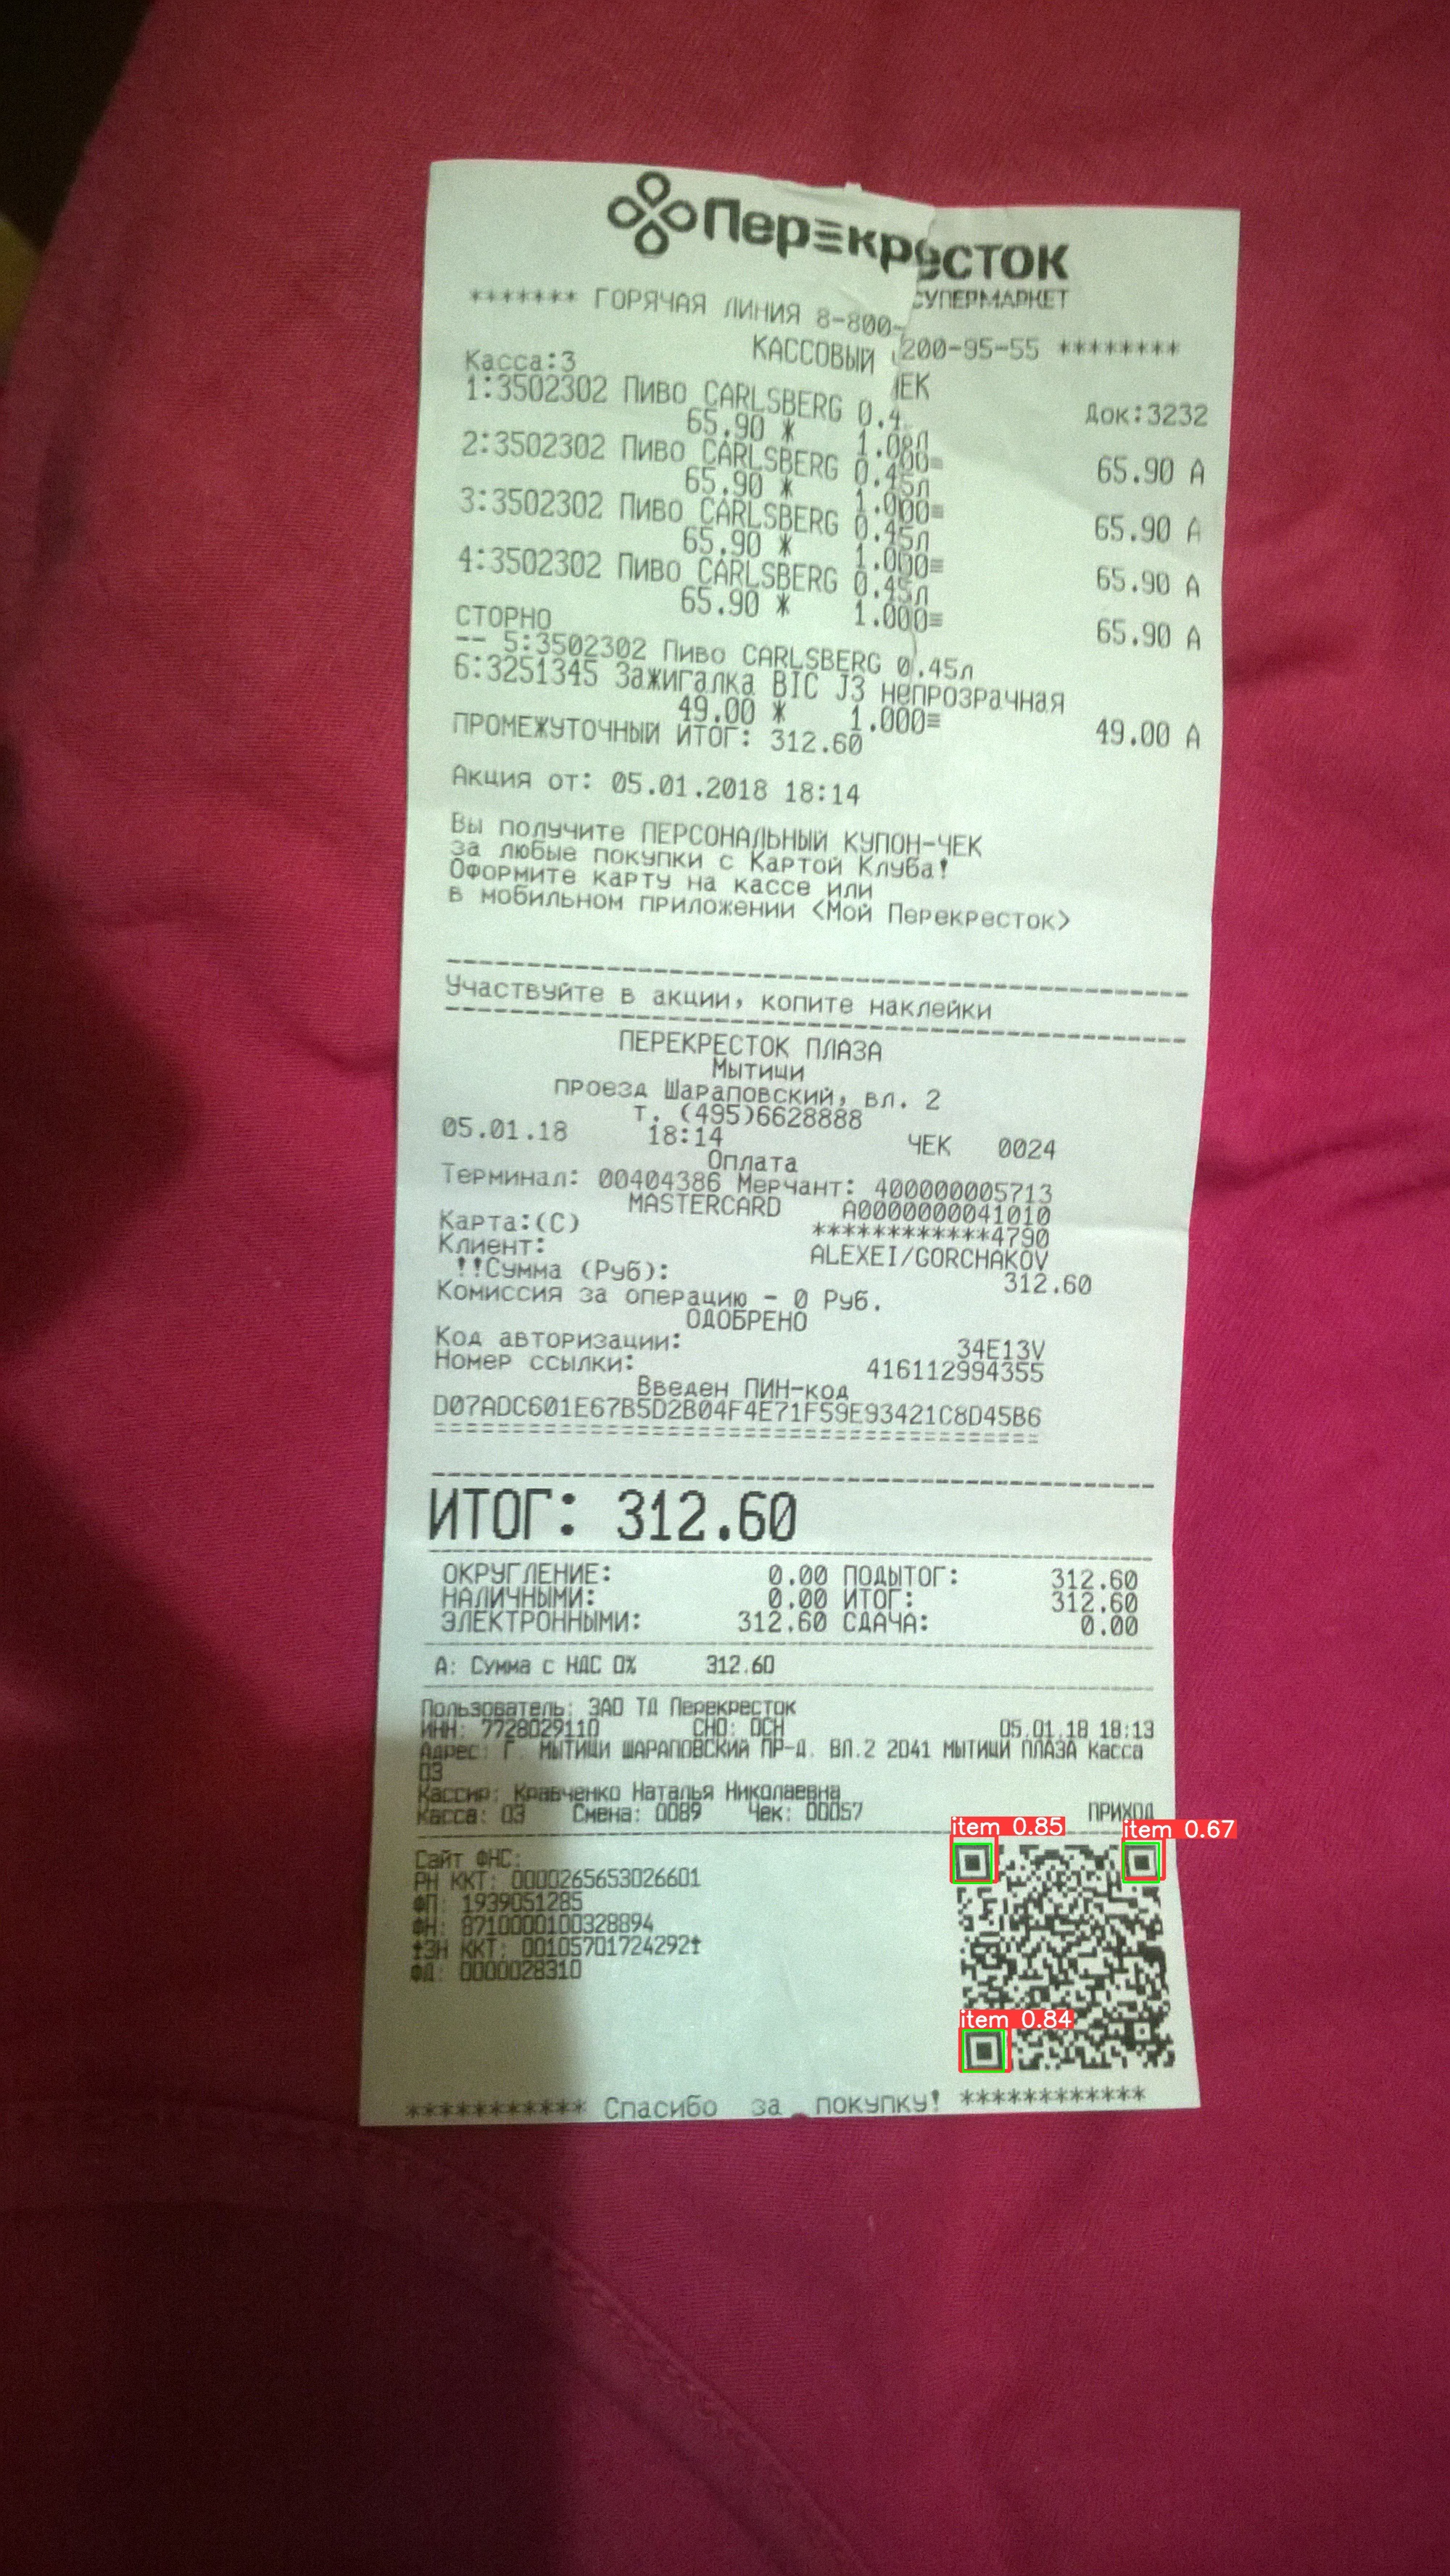 Перекресток
СУПЕРМАРКЕТ
******* ГОРЯЧАЯ ЛИНИЯ 8-800-200-95-55 ********
КАССОВЫЙ ЧЕК
Касса:3 Док:3232
1:3502302 Пиво CARLSBERG 0.45л
65.90 * 1.000= 65.90 А
2:3502302 Пиво CARLSBERG 0.45л
65.90 * 1.000= 65.90 А
3:3502302 Пиво CARLSBERG 0.45л
65.90 * 1.000= 65.90 А
4:3502302 Пиво CARLSBERG 0.45л
65.90 * 1.000= 65.90 А
СТОРНО
-- 5:3502302 Пиво CARLSBERG 0.45л
6:3251345 Зажигалка BIC J3 непрозрачная
49.00 * 1.000= 49.00 А
ПРОМЕЖУТОЧНЫЙ ИТОГ: 312.60
Акция от: 05.01.2018 18:14
Вы получите ПЕРСОНАЛЬНЫЙ КУПОН-ЧЕК
за любые покупки с Картой Клуба!
Оформите карту на кассе или
в мобильном приложении <Мой Перекресток>
Участвуйте в акции, копите наклейки
ПЕРЕКРЕСТОК ПЛАЗА
Мытищи
проезд Шараповский, вл. 2
т. (495)6628888
05.01.18 18:14 ЧЕК 0024
Оплата
Терминал: 00404386 Мерчант: 400000005713
MASTERCARD A0000000041010
Карта:(C) ************4790
Клиент: ALEXEI/GORCHAKOV
!!Сумма (Руб): 312.60
Комиссия за операцию - 0 Руб.
ОДОБРЕНО
Код авторизации: 34E13V
Номер ссылки: 416112994355
Введен ПИН-код
D07ADC601E67B5D2B04F4E71F59E93421C8D45B6
========================================
ИТОГ: 312.60
ОКРУГЛЕНИЕ: 0.00 ПОДЫТОГ: 312.60
НАЛИЧНЫМИ: 0.00 ИТОГ: 312.60
ЭЛЕКТРОННЫМИ: 312.60 СДАЧА: 0.00
А: Сумма с НДС 0% 312.60
Пользователь: ЗАО ТД Перекресток
ИНН: 7728029110 СНО: ОСН 05.01.18 18:13
Адрес: Г. МЫТИЩИ ШАРАПОВСКИЙ ПР-Д. ВЛ.2 2041 МЫТИЩИ ПЛАЗА Касса
03
Кассир: Кравченко Наталья Николаевна
Касса: 03 Смена: 0089 Чек: 00057 ПРИХОД
item 0.85 item 0.67
Сайт ФНС:
РН ККТ: 0000265653026601
ФП: 1939051285
ФН: 8710000100328894
*ЗН ККТ: 00105701724292*
ФД: 0000028310
item 0.84
*********** Спасибо за покупку! ************